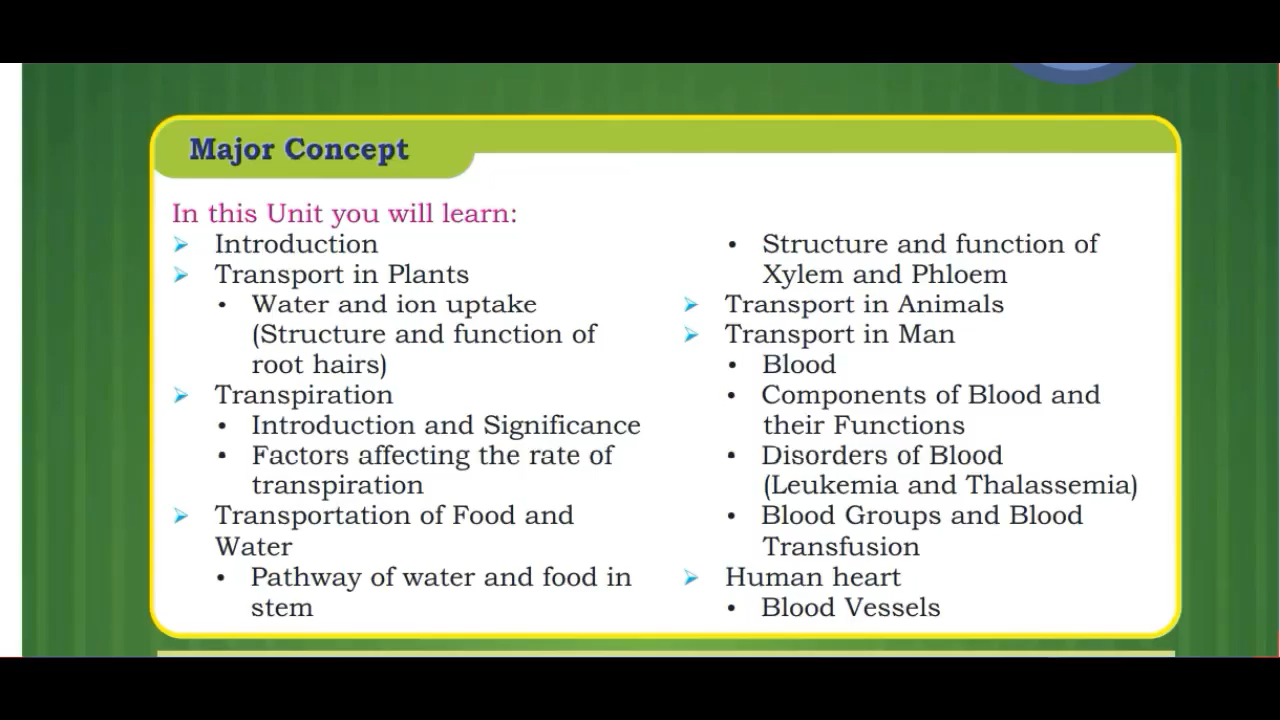 Major Concept
In this Unit you will learn:
➢ Introduction
➢ Transport in Plants
• Water and ion uptake
(Structure and function of
root hairs)
➢ Transpiration
• Introduction and Significance
• Factors affecting the rate of
transpiration
➢ Transportation of Food and
Water
• Pathway of water and food in
stem
• Structure and function of
Xylem and Phloem
➢ Transport in Animals
➢ Transport in Man
• Blood
• Components of Blood and
their Functions
• Disorders of Blood
(Leukemia and Thalassemia)
• Blood Groups and Blood
Transfusion
➢ Human heart
• Blood Vessels